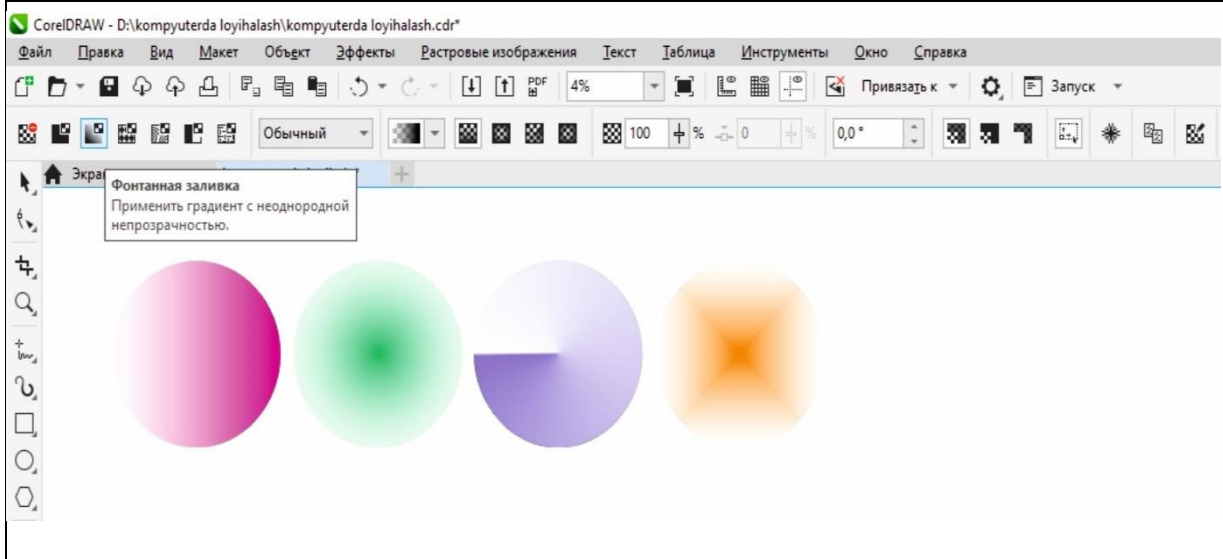 CorelDRAW - D:\kompyuterda loyihalash\kompyuterda loyihalash.cdr*
Файл Правка Вид Макет Объект Эффекты Растровые изображения Текст Таблица Инструменты Окно Справка
PDF 4% Привязать к Запуск
Обычный 100 % 0 % 0,0 °
Фонтанная заливка
Применить градиент с неоднородной
непрозрачностью.